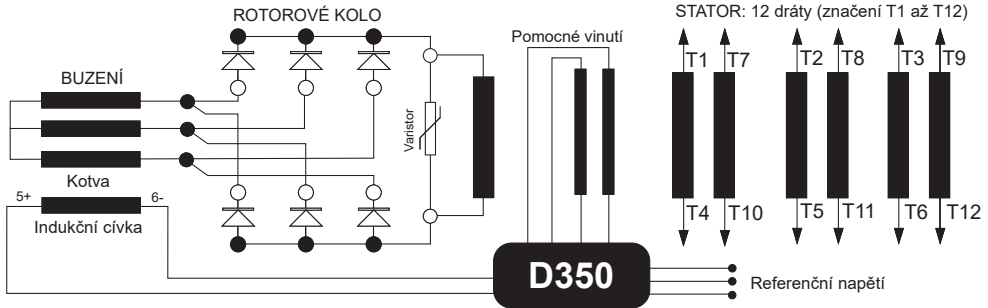 ROTOROVÉ KOLO
STATOR: 12 dráty (značení T1 až T12)
Pomocné vinutí
T1 T7 T2 T8 T3 T9
BUZENÍ
Varistor
Kotva
5+ 6-
Indukční cívka
T4 T10 T5 T11 T6 T12
D350
Referenční napětí